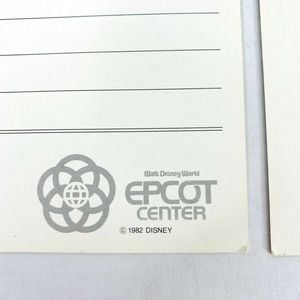 Walt Disney World
EPCOT
CENTER
© 1982 DISNEY